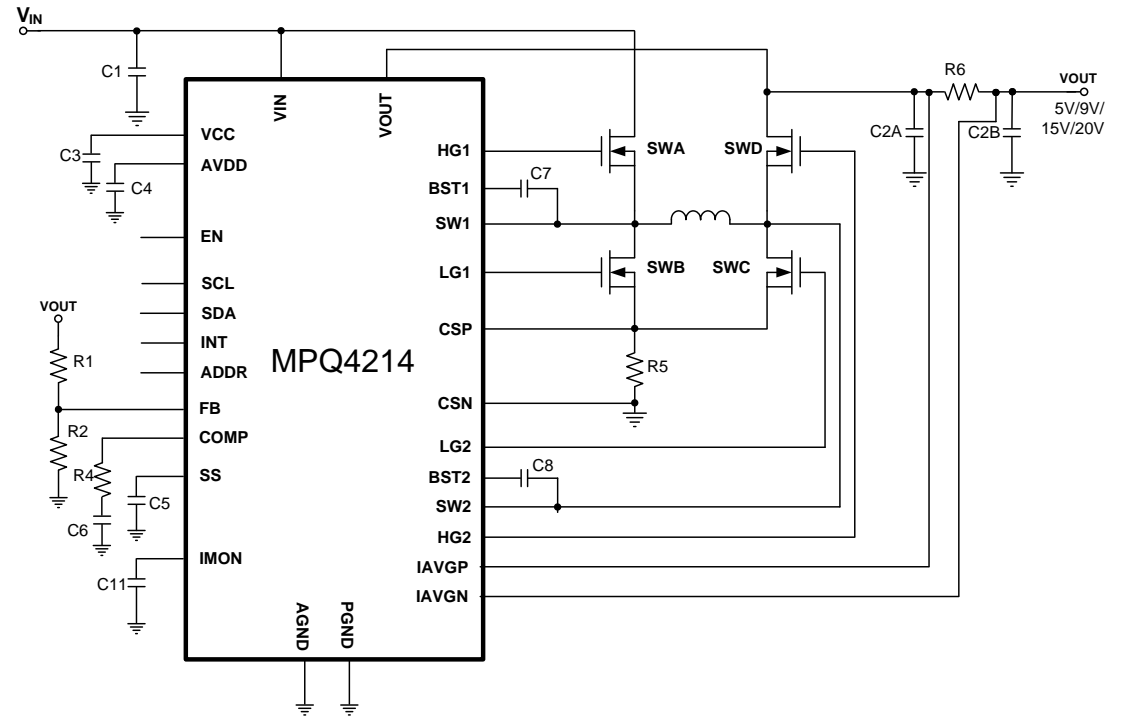 VIN
C1
VIN
VOUT
R6
VOUT
5V/9V/
15V/20V
C2A
C2B
VCC
C3
AVDD
C4
HG1
SWA
SWD
BST1
C7
SW1
EN
LG1
SWB
SWC
SCL
VOUT
SDA
CSP
INT
R1
MPQ4214
R5
ADDR
FB
CSN
R2
COMP
LG2
R4
SS
BST2
C8
C5
SW2
C6
HG2
IMON
IAVGP
C11
IAVGN
AGND
PGND